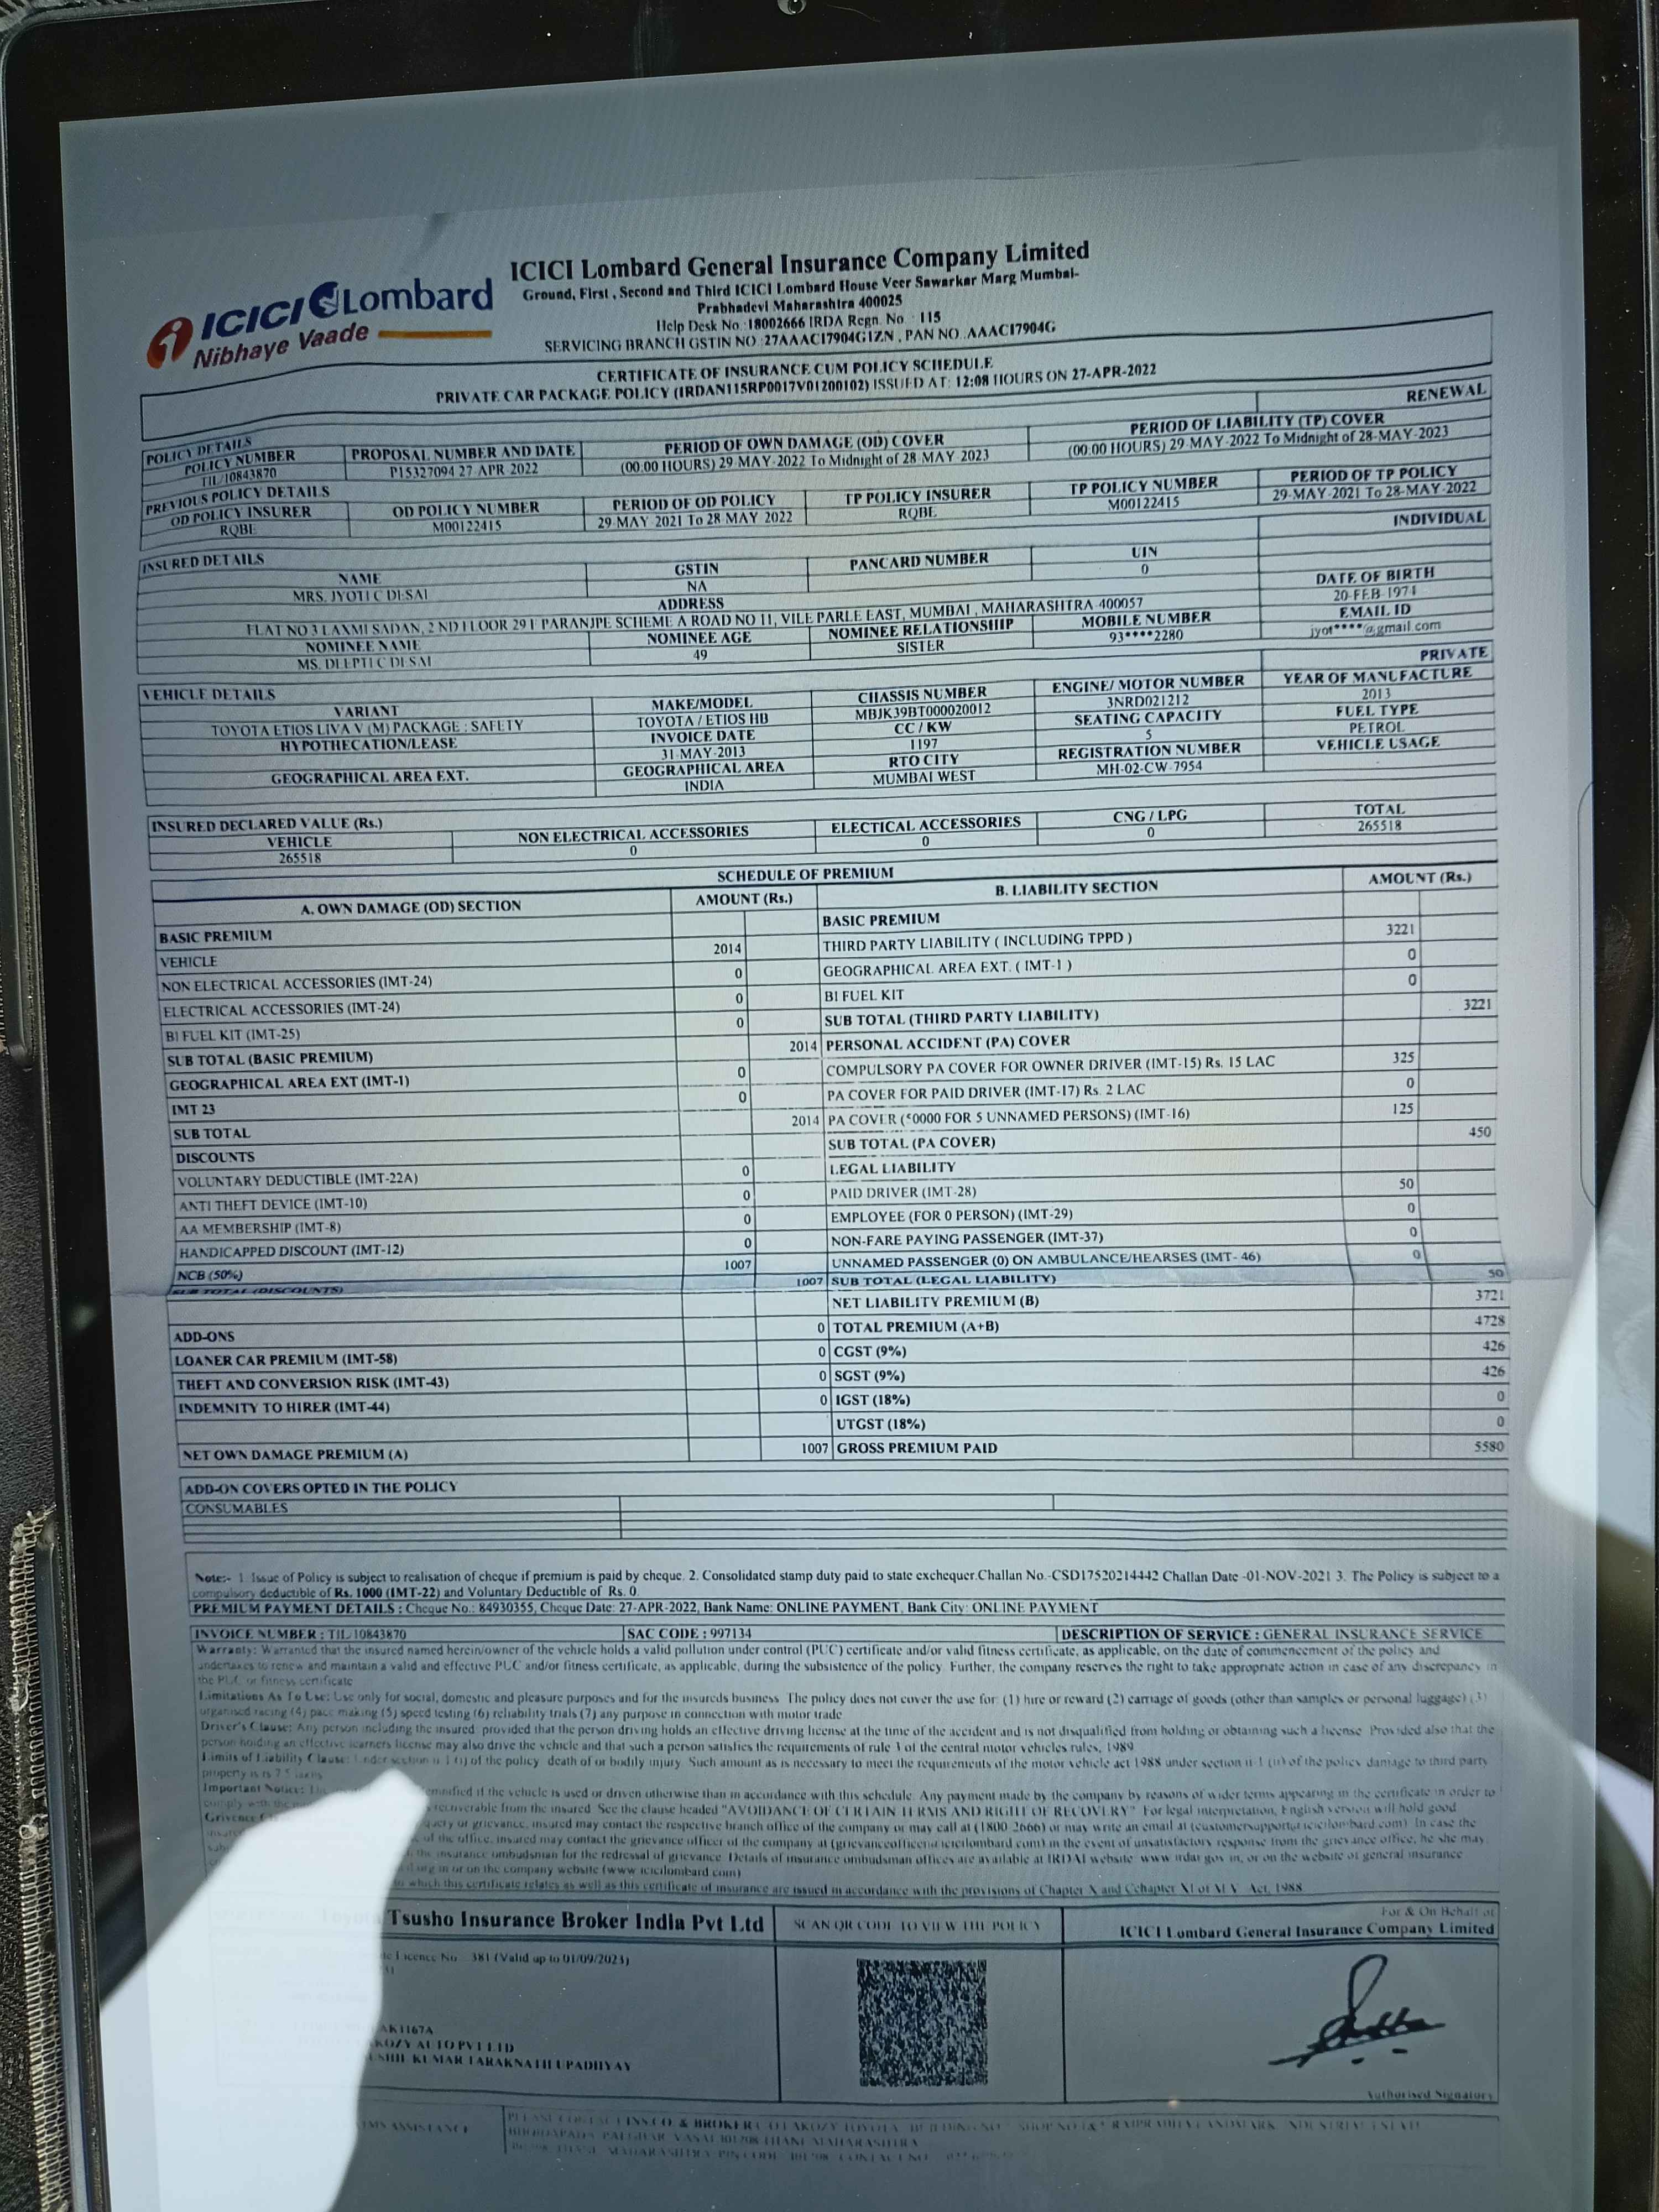 ICICI Lombard
Nibhaye Vaade
ICICI Lombard General Insurance Company Limited
Ground, First , Second and Third ICICI Lombard House Veer Sawarkar Marg Mumbai-
Prabhadevi Maharashtra 400025
Help Desk No.:18002666 IRDA Regn. No. : 115
SERVICING BRANCH GSTIN NO :27AAACI7904G1ZN , PAN NO.:AAACI7904G
CERTIFICATE OF INSURANCE CUM POLICY SCHEDULE
PRIVATE CAR PACKAGE POLICY (IRDAN115RP0017V01200102) ISSUED AT: 12:08 HOURS ON 27-APR-2022
RENEWAL
POLICY DETAILS
POLICY NUMBER PROPOSAL NUMBER AND DATE PERIOD OF OWN DAMAGE (OD) COVER PERIOD OF LIABILITY (TP) COVER
TIL/10843870 P15327094 27-APR-2022 (00:00 HOURS) 29-MAY-2022 To Midnight of 28-MAY-2023 (00:00 HOURS) 29-MAY-2022 To Midnight of 28-MAY-2023
PREVIOUS POLICY DETAILS
OD POLICY INSURER OD POLICY NUMBER PERIOD OF OD POLICY TP POLICY INSURER TP POLICY NUMBER PERIOD OF TP POLICY
RQBE M00122415 29-MAY-2021 To 28-MAY-2022 RQBE M00122415 29-MAY-2021 To 28-MAY-2022
INSURED DETAILS INDIVIDUAL
NAME GSTIN PANCARD NUMBER UIN
MRS. JYOTI C DESAI NA 0
ADDRESS DATE OF BIRTH
FLAT NO 3 LAXMI SADAN, 2 ND FLOOR 29 F PARANJPE SCHEME A ROAD NO 11, VILE PARLE EAST, MUMBAI , MAHARASHTRA-400057 20-FEB-1971
NOMINEE NAME NOMINEE AGE NOMINEE RELATIONSHIP MOBILE NUMBER EMAIL ID
MS. DEEPTI C DESAI 49 SISTER 93****2280 jyot****@gmail.com
VEHICLE DETAILS PRIVATE
VARIANT MAKE/MODEL CHASSIS NUMBER ENGINE/ MOTOR NUMBER YEAR OF MANUFACTURE
TOYOTA ETIOS LIVA V (M) PACKAGE : SAFETY TOYOTA / ETIOS HB MBJK39BT000020012 3NRD021212 2013
HYPOTHECATION/LEASE INVOICE DATE CC / KW SEATING CAPACITY FUEL TYPE
31-MAY-2013 1197 5 PETROL
GEOGRAPHICAL AREA EXT. GEOGRAPHICAL AREA RTO CITY REGISTRATION NUMBER VEHICLE USAGE
INDIA MUMBAI WEST MH-02-CW-7954
INSURED DECLARED VALUE (Rs.)
VEHICLE NON ELECTRICAL ACCESSORIES ELECTICAL ACCESSORIES CNG / LPG TOTAL
265518 0 0 0 265518
SCHEDULE OF PREMIUM
A. OWN DAMAGE (OD) SECTION AMOUNT (Rs.) B. LIABILITY SECTION AMOUNT (Rs.)
BASIC PREMIUM BASIC PREMIUM
VEHICLE 2014 THIRD PARTY LIABILITY ( INCLUDING TPPD ) 3221
NON ELECTRICAL ACCESSORIES (IMT-24) 0 GEOGRAPHICAL AREA EXT. ( IMT-1 ) 0
ELECTRICAL ACCESSORIES (IMT-24) 0 BI FUEL KIT 0
BI FUEL KIT (IMT-25) 0 SUB TOTAL (THIRD PARTY LIABILITY) 3221
SUB TOTAL (BASIC PREMIUM) 2014 PERSONAL ACCIDENT (PA) COVER
GEOGRAPHICAL AREA EXT (IMT-1) 0 COMPULSORY PA COVER FOR OWNER DRIVER (IMT-15) Rs. 15 LAC 325
IMT 23 0 PA COVER FOR PAID DRIVER (IMT-17) Rs. 2 LAC 0
SUB TOTAL 2014 PA COVER (50000 FOR 5 UNNAMED PERSONS) (IMT-16) 125
DISCOUNTS SUB TOTAL (PA COVER) 450
VOLUNTARY DEDUCTIBLE (IMT-22A) 0 LEGAL LIABILITY
ANTI THEFT DEVICE (IMT-10) 0 PAID DRIVER (IMT-28) 50
AA MEMBERSHIP (IMT-8) 0 EMPLOYEE (FOR 0 PERSON) (IMT-29) 0
HANDICAPPED DISCOUNT (IMT-12) 0 NON-FARE PAYING PASSENGER (IMT-37) 0
NCB (50%) 1007 UNNAMED PASSENGER (0) ON AMBULANCE/HEARSES (IMT- 46) 0
SUB TOTAL (DISCOUNTS) 1007 SUB TOTAL (LEGAL LIABILITY) 50
NET LIABILITY PREMIUM (B) 3721
ADD-ONS 0 TOTAL PREMIUM (A+B) 4728
LOANER CAR PREMIUM (IMT-58) 0 CGST (9%) 426
THEFT AND CONVERSION RISK (IMT-43) 0 SGST (9%) 426
INDEMNITY TO HIRER (IMT-44) 0 IGST (18%) 0
UTGST (18%) 0
NET OWN DAMAGE PREMIUM (A) 1007 GROSS PREMIUM PAID 5580
ADD-ON COVERS OPTED IN THE POLICY
CONSUMABLES
Note:- 1. Issue of Policy is subject to realisation of cheque if premium is paid by cheque. 2. Consolidated stamp duty paid to state exchequer.Challan No.-CSD17520214442 Challan Date -01-NOV-2021 3. The Policy is subject to a
compulsory deductible of Rs. 1000 (IMT-22) and Voluntary Deductible of Rs. 0.
PREMIUM PAYMENT DETAILS : Cheque No.: 84930355, Cheque Date: 27-APR-2022, Bank Name: ONLINE PAYMENT, Bank City: ONLINE PAYMENT
INVOICE NUMBER : TIL/10843870 SAC CODE : 997134 DESCRIPTION OF SERVICE : GENERAL INSURANCE SERVICE
Warranty: Warranted that the insured named herein/owner of the vehicle holds a valid pollution under control (PUC) certificate and/or valid fitness certificate, as applicable, on the date of commencement of the policy and
undertakes to renew and maintain a valid and effective PUC and/or fitness certificate, as applicable, during the subsistence of the policy. Further, the company reserves the right to take appropriate action in case of any discrepancy in
the PUC or fitness certificate
Limitations As To Use: Use only for social, domestic and pleasure purposes and for the insureds business. The policy does not cover the use for: (1) hire or reward (2) carriage of goods (other than samples or personal luggage) (3)
organised racing (4) pace making (5) speed testing (6) reliability trials (7) any purpose in connection with motor trade
Driver's Clause: Any person including the insured: provided that the person driving holds an effective driving license at the time of the accident and is not disqualified from holding or obtaining such a license. Provided also that the
person holding an effective learners license may also drive the vehicle and that such a person satisfies the requirements of rule 3 of the central motor vehicles rules, 1989
Limits of Liability Clause: Under section ii 1 (i) of the policy death of or bodily injury. Such amount as is necessary to meet the requirements of the motor vehicle act 1988 under section ii-1 (ii) of the policy damage to third party
property is
Important Notice: emnified if the vehicle is used or driven otherwise than in accordance with this schedule. Any payment made by the company by reasons of wider terms appearing in the certificate in order to
comply with the recoverable from the insured See the clause headed "AVOIDANCE OF CERTAIN TERMS AND RIGHT OF RECOVERY" For legal interpretation, English version will hold good
query or grievance, insured may contact the respective branch office of the company or may call at (1800 2666) or may write an email at (customersupport@icicilombard.com) In case the
of the office, insured may contact the grievance officer of the company at (grievanceofficer@icicilombard.com) in the event of unsatisfactory response from the grievance office, he she may
the insurance ombudsman for the redressal of grievance. Details of insurance ombudsman offices are available at IRDAI website www irdai gov in, or on the website of general insurance
or on the company website (www icicilombard com)
which this certificate relates as well as this certificate of insurance are issued in accordance with the provisions of Chapter X and Cchapter XI of M.V. Act, 1988
Toyota Tsusho Insurance Broker India Pvt Ltd SCAN QR CODE TO VIEW THE POLICY For & On Behalf of
ICICI Lombard General Insurance Company Limited
Licence No 381 (Valid up to 01/09/2023)
AK1167A
KOZY AUTO PVT LTD
KUMAR TARAKNATH UPADHYAY
Authorised Signatory
ASSISTANCE